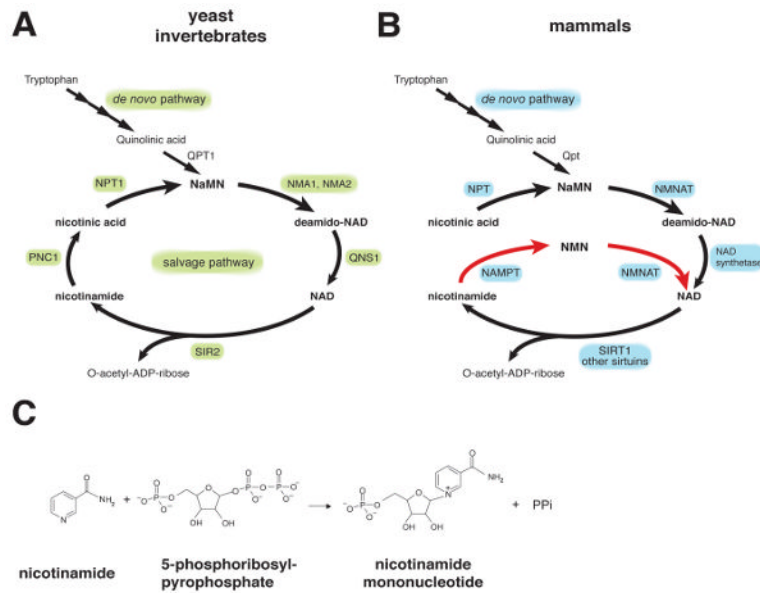 A
yeast
invertebrates
Tryptophan
de novo pathway
Quinolinic acid
QPT1
NPT1
NaMN
NMA1, NMA2
nicotinic acid
deamido-NAD
PNC1
salvage pathway
QNS1
nicotinamide
NAD
SIR2
O-acetyl-ADP-ribose
B
mammals
Tryptophan
de novo pathway
Quinolinic acid
Qpt
NPT
NaMN
NMNAT
nicotinic acid
deamido-NAD
NMN
NAD
synthetase
NAMPT
NMNAT
nicotinamide
NAD
SIRT1
other sirtuins
O-acetyl-ADP-ribose
C
N
O
NH2
+
O⁻
P
O
O⁻
O
O
OH
OH
O
P
O
O⁻
O
P
O
O⁻
O⁻
O⁻
P
O
O⁻
O
O
OH
OH
N+
O
NH2
+ PPi
nicotinamide
5-phosphoribosyl-
pyrophosphate
nicotinamide
mononucleotide